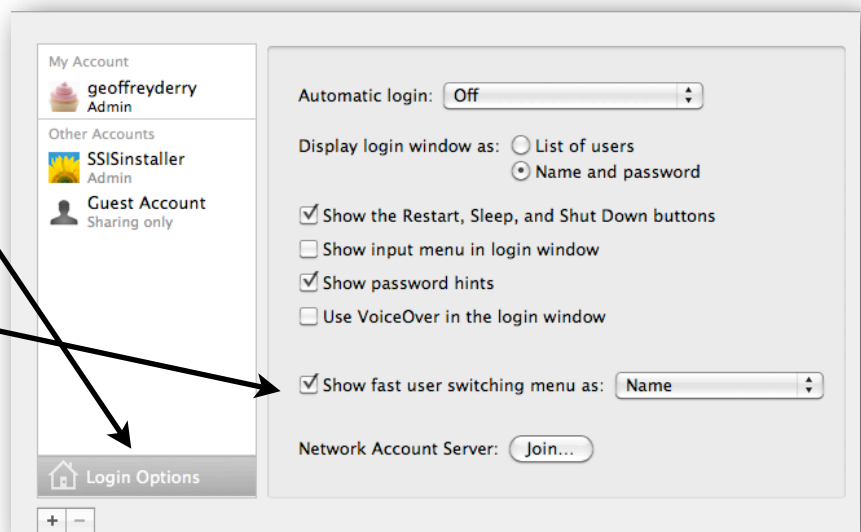 My Account
geoffreyderry
Admin
Other Accounts
SSISinstaller
Admin
Guest Account
Sharing only
Login Options
+ −
Automatic login: Off
Display login window as: List of users
Name and password
Show the Restart, Sleep, and Shut Down buttons
Show input menu in login window
Show password hints
Use VoiceOver in the login window
Show fast user switching menu as: Name
Network Account Server: Join...